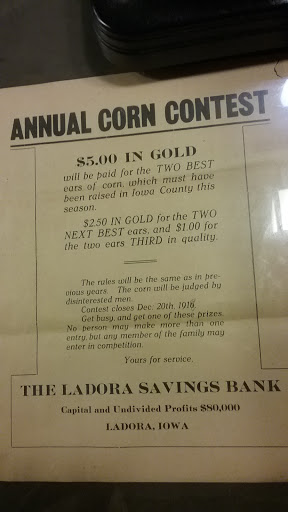 ANNUAL CORN CONTEST
$5.00 IN GOLD
will be paid for the TWO BEST
ears of corn, which must have
been raised in Iowa County this
season.
$2.50 IN GOLD for the TWO
NEXT BEST ears, and $1.00 for
the two ears THIRD in quality.
The rules will be the same as in pre-
vious years. The corn will be judged by
disinterested men.
Contest closes Dec. 20th, 1916.
Get busy, and get one of these prizes.
No person may make more than one
entry, but any member of the family may
enter in competition.
Yours for service,
THE LADORA SAVINGS BANK
Capital and Undivided Profits $80,000
LADORA, IOWA